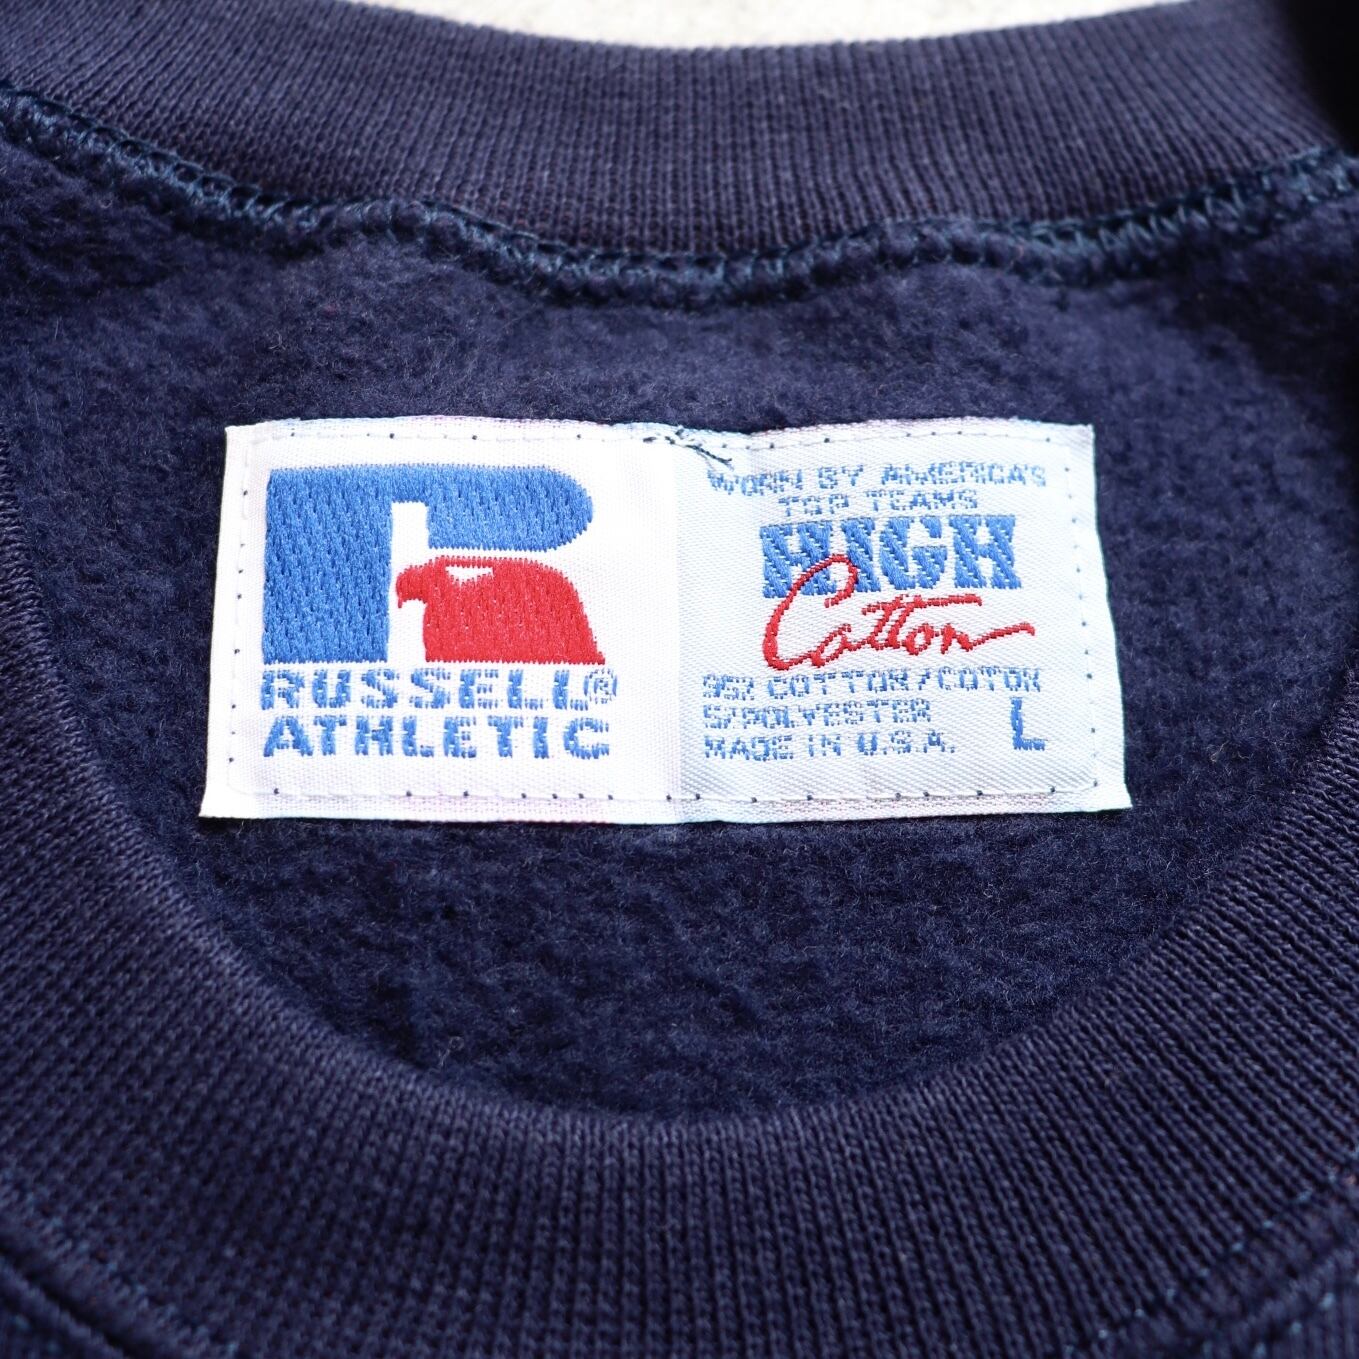 RUSSELL®
ATHLETIC
WORN BY AMERICA'S
TOP TEAMS
HIGH
Cotton
95% COTTON/COTON
5/POLYESTER
MADE IN U.S.A.
L